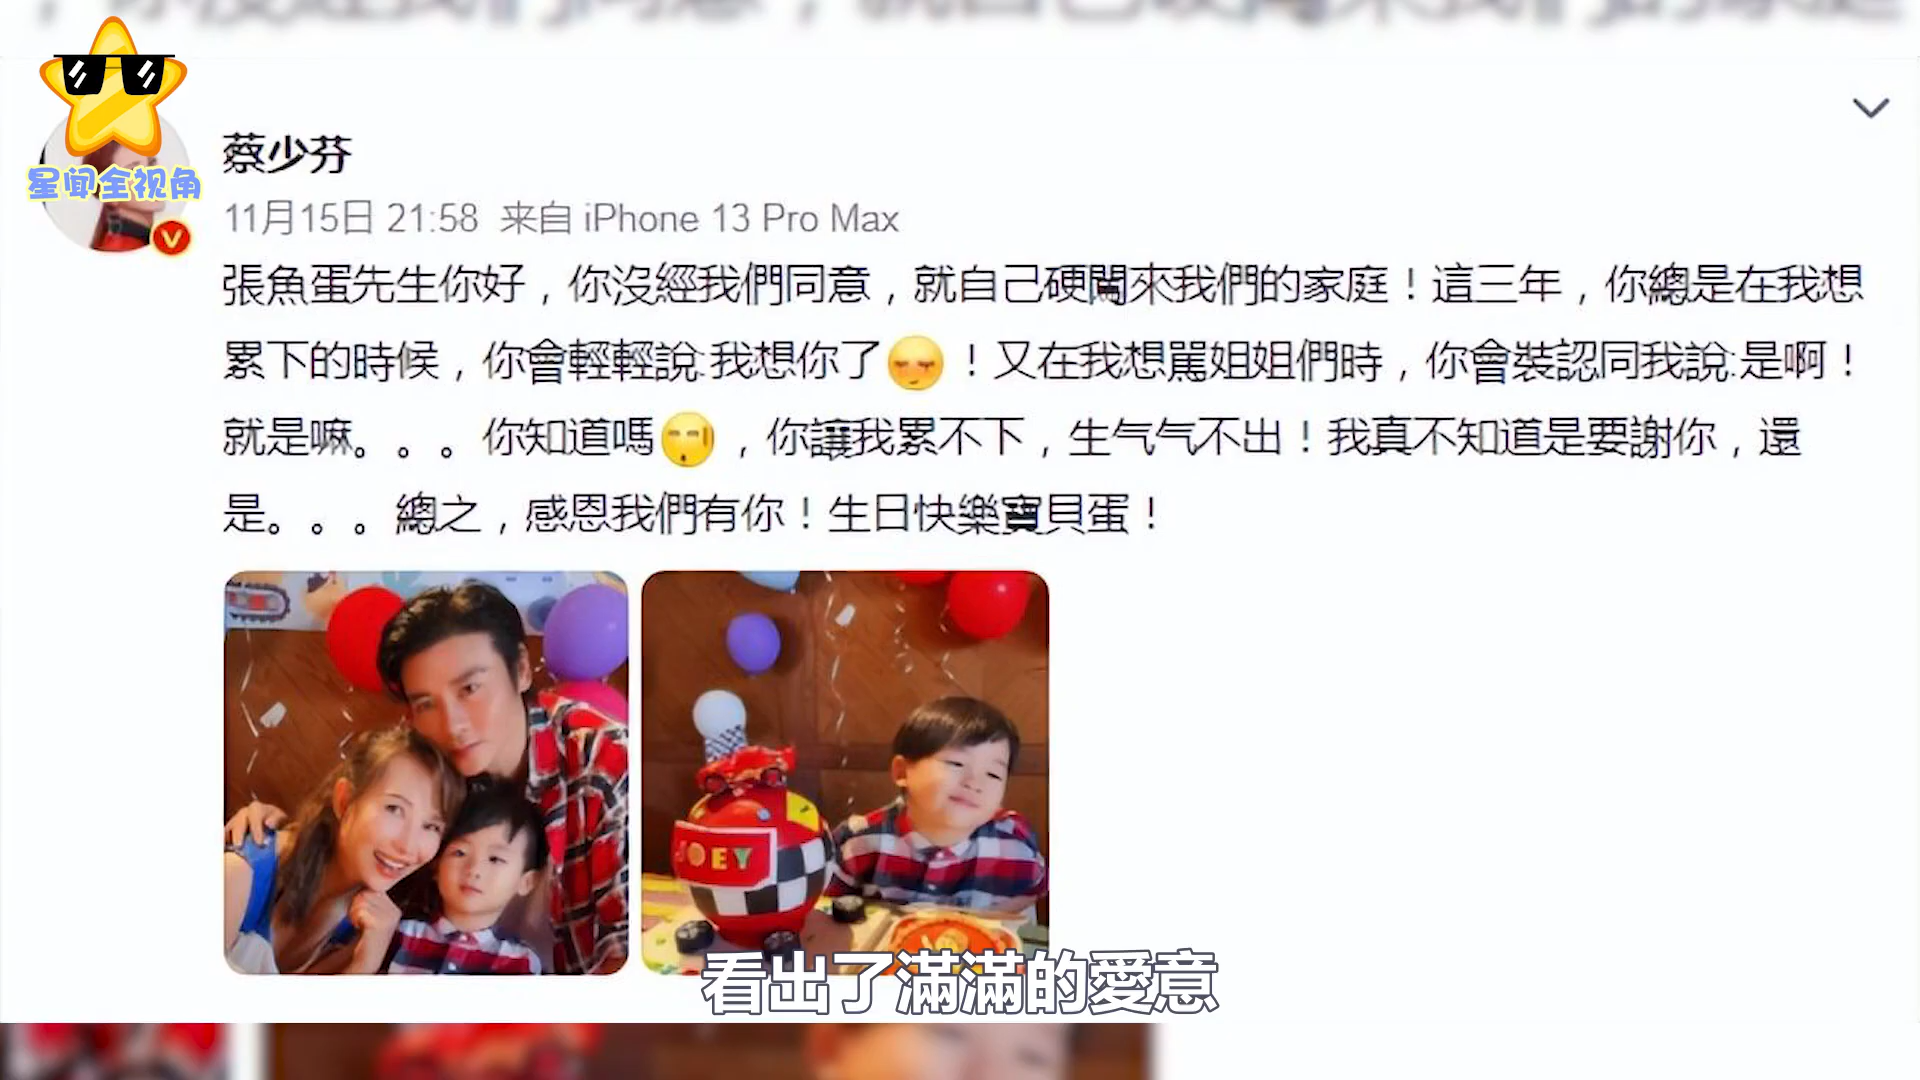 星闻全视角
蔡少芬
11月15日 21:58 来自 iPhone 13 Pro Max
張魚蛋先生你好，你沒經我們同意，就自己硬闖來我們的家庭！這三年，你總是在我想
累下的時候，你會輕輕說:我想你了！又在我想罵姐姐們時，你會裝認同我說:是啊！
就是嘛。。。你知道嗎，你讓我累不下，生气气不出！我真不知道是要謝你，還
是。。。總之，感恩我們有你！生日快樂寶貝蛋！
JOEY
看出了滿滿的愛意